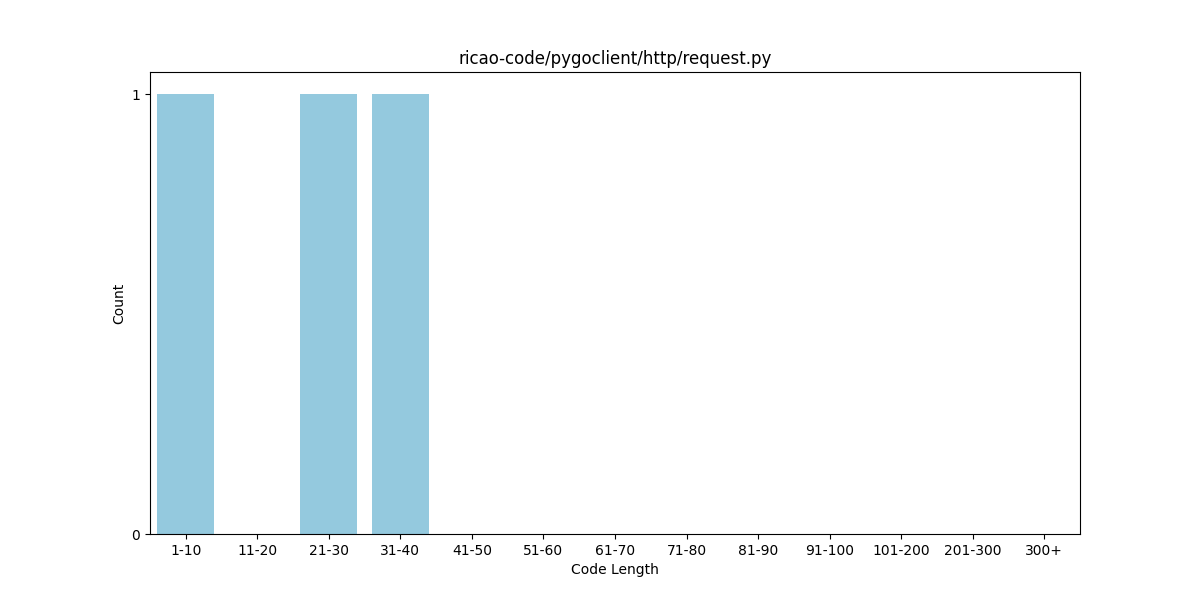 ricao-code/pygoclient/http/request.py
1
Count
0
1-10 11-20 21-30 31-40 41-50 51-60 61-70 71-80 81-90 91-100 101-200 201-300 300+
Code Length